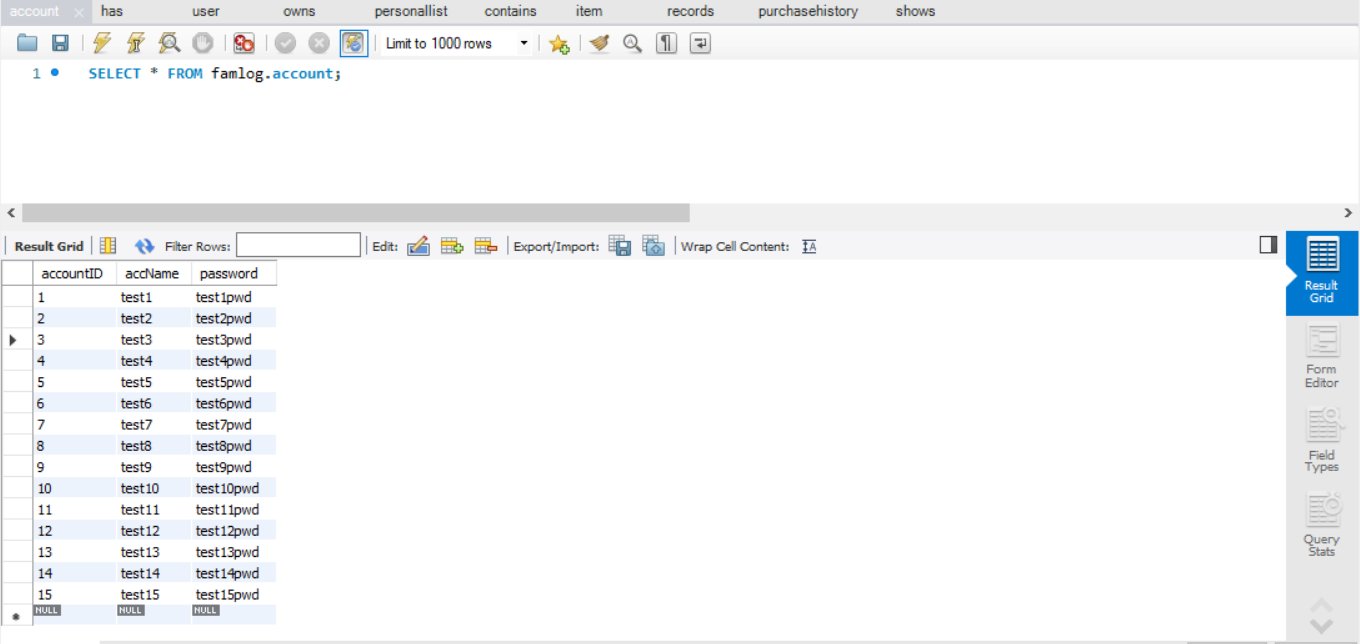 account has user owns personallist contains item records purchasehistory shows
Limit to 1000 rows
1 SELECT * FROM famlog.account;
Result Grid Filter Rows: Edit: Export/Import: Wrap Cell Content:
accountID accName password
1 test1 test1pwd
2 test2 test2pwd
3 test3 test3pwd
4 test4 test4pwd
5 test5 test5pwd
6 test6 test6pwd
7 test7 test7pwd
8 test8 test8pwd
9 test9 test9pwd
10 test10 test10pwd
11 test11 test11pwd
12 test12 test12pwd
13 test13 test13pwd
14 test14 test14pwd
15 test15 test15pwd
NULL NULL NULL
Result
Grid
Form
Editor
Field
Types
Query
Stats